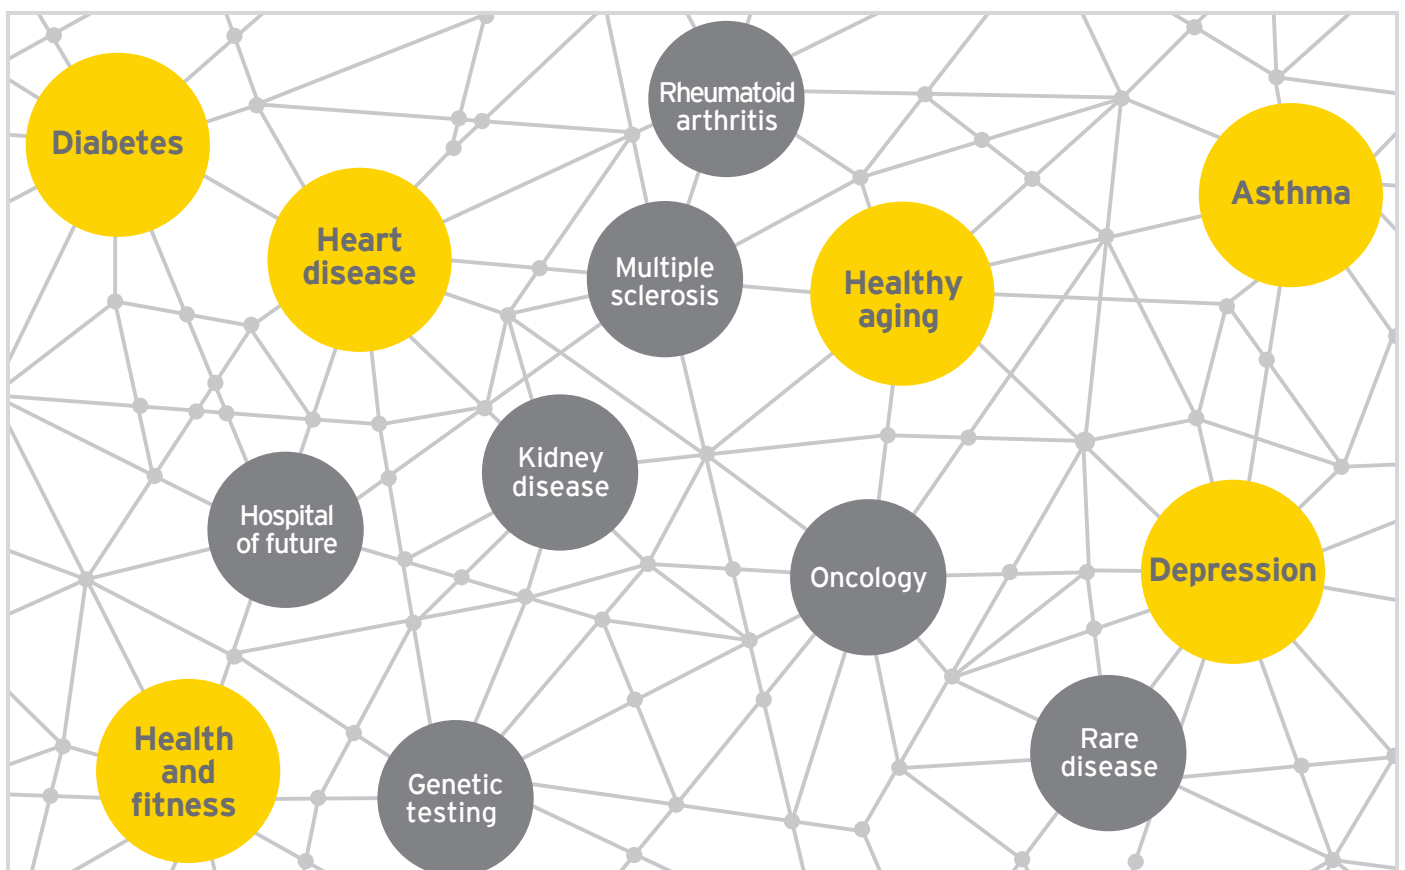 Rheumatoid
arthritis
Diabetes
Asthma
Heart
disease
Multiple
sclerosis
Healthy
aging
Kidney
disease
Hospital
of future
Oncology
Depression
Health
and
fitness
Genetic
testing
Rare
disease